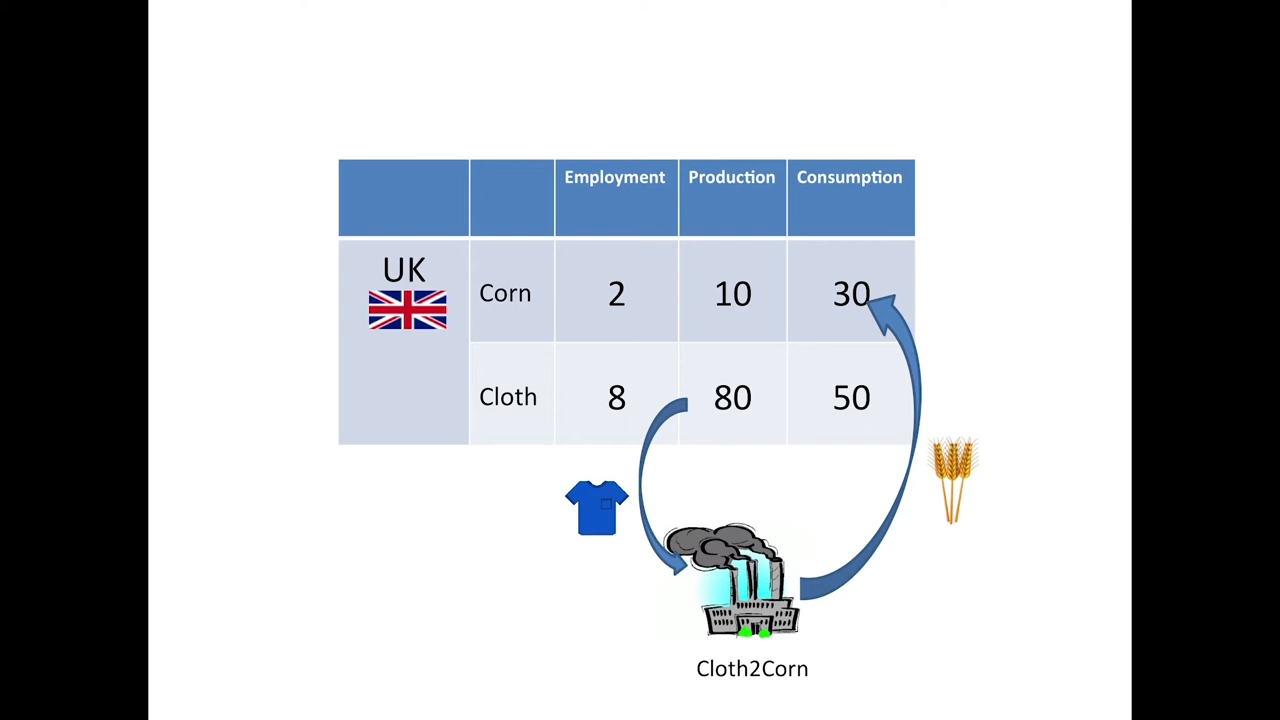 Employment Production Consumption
UK
Corn 2 10 30
Cloth 8 80 50
Cloth2Corn